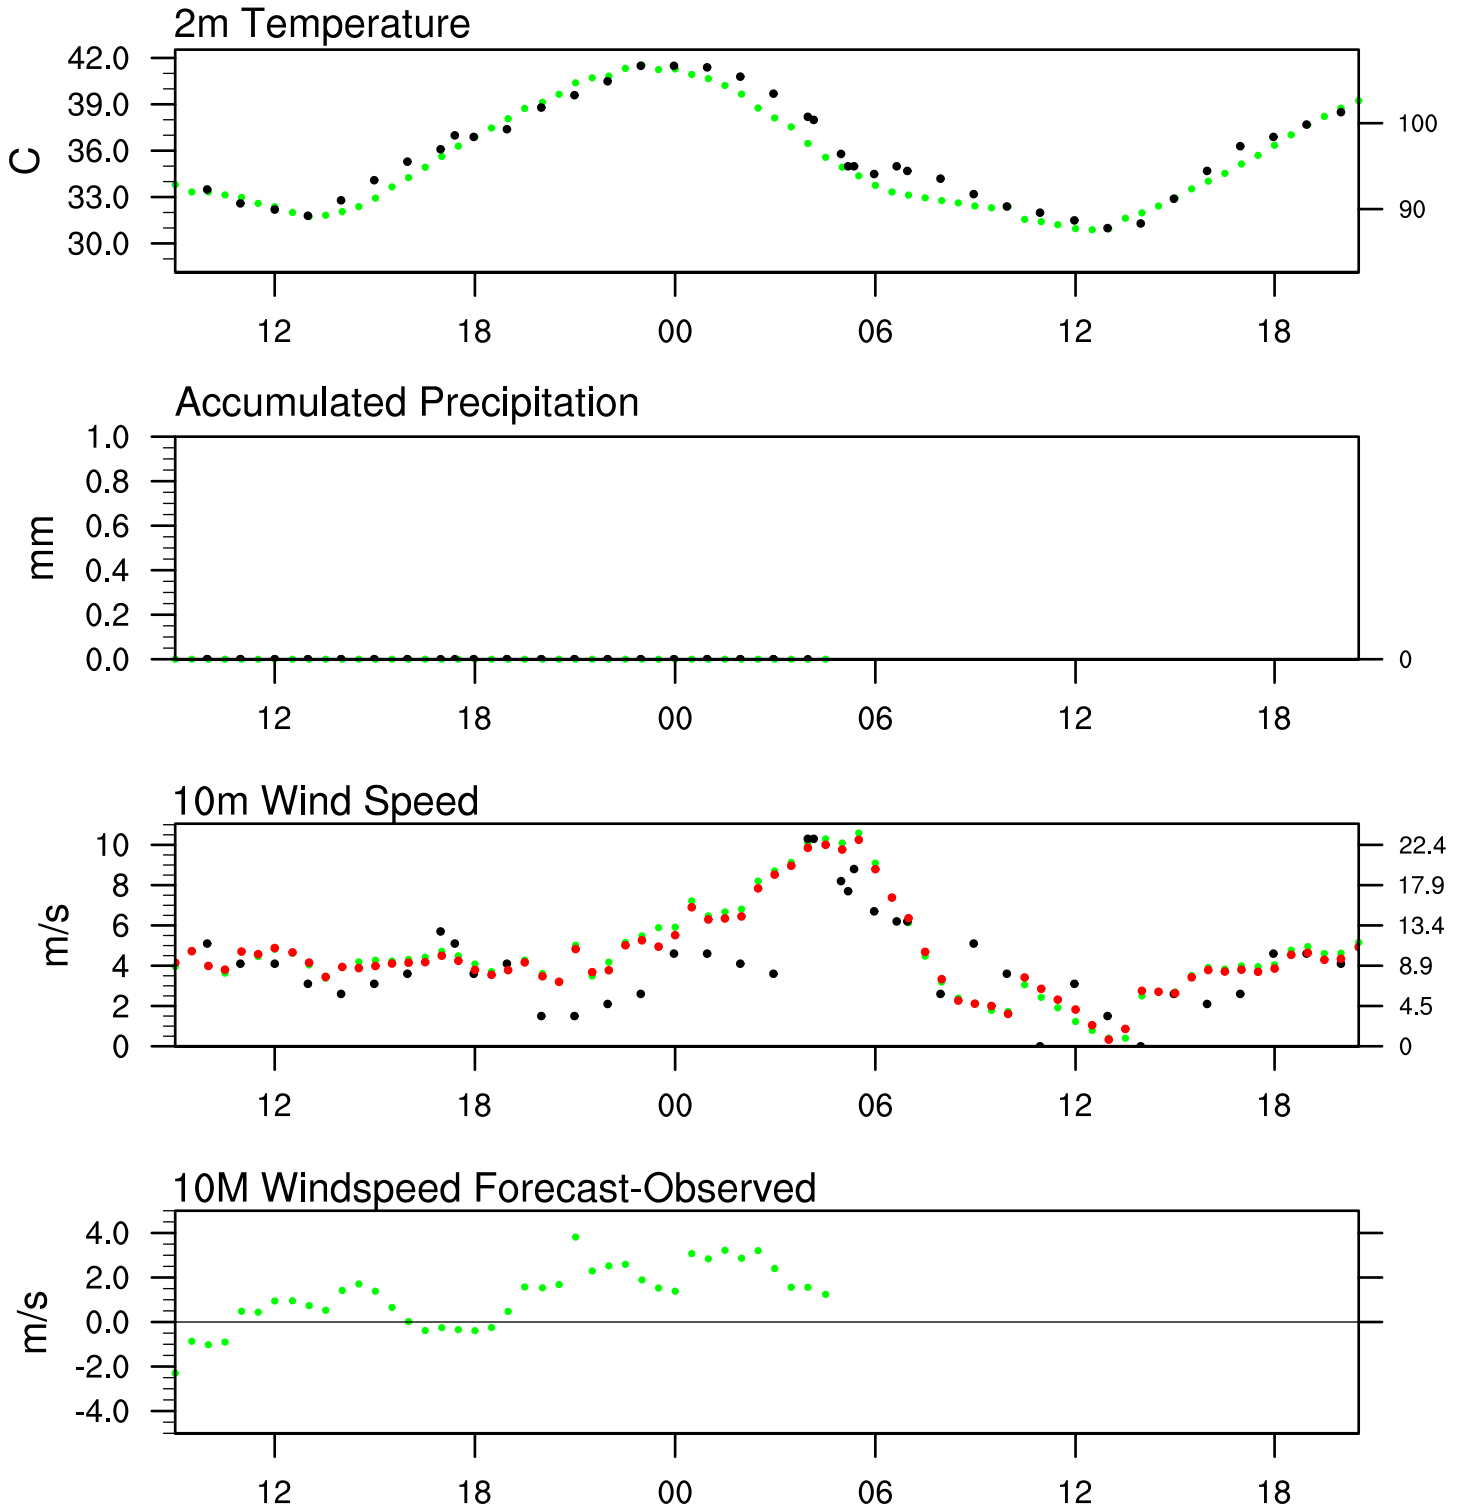 2m Temperature
42.0
39.0
36.0
33.0
30.0
C
100
90
12 18 00 06 12 18
Accumulated Precipitation
1.0
0.8
0.6
0.4
0.2
0.0
mm
0
12 18 00 06 12 18
10m Wind Speed
10
8
6
4
2
0
m/s
22.4
17.9
13.4
8.9
4.5
0
12 18 00 06 12 18
10M Windspeed Forecast-Observed
4.0
2.0
0.0
-2.0
-4.0
m/s
12 18 00 06 12 18